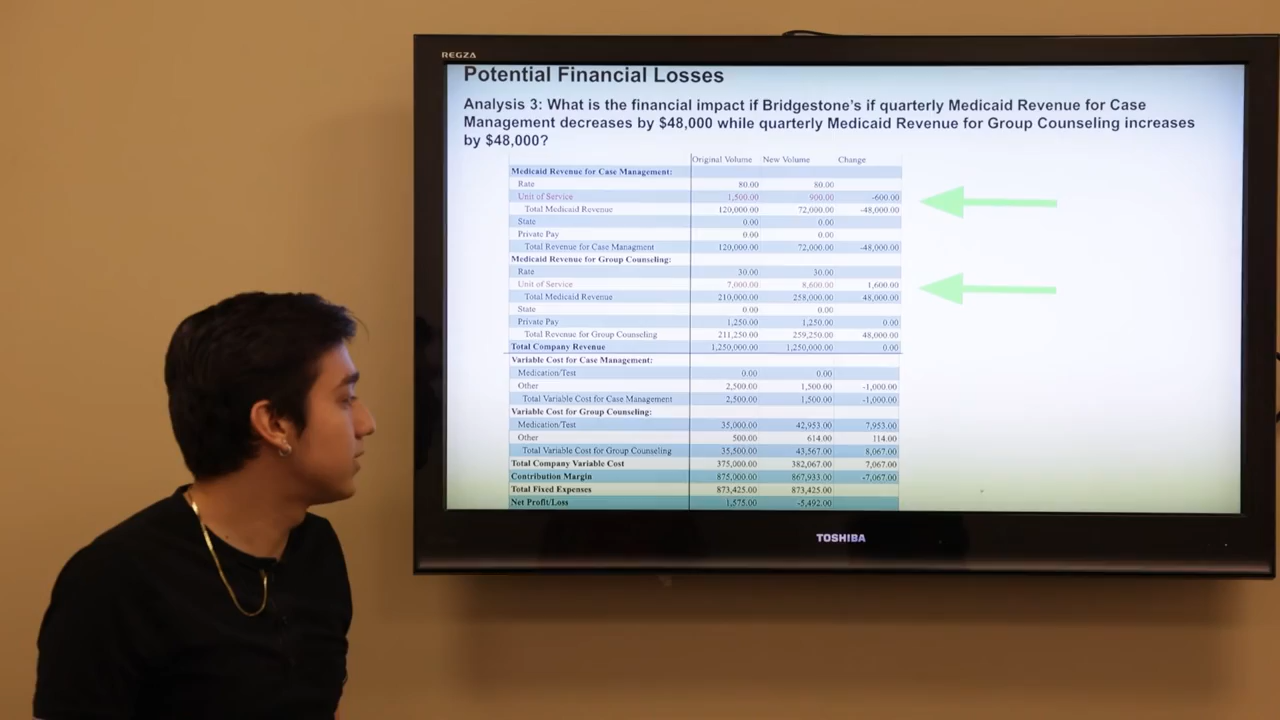 REGZA
Potential Financial Losses
Analysis 3: What is the financial impact if Bridgestone's if quarterly Medicaid Revenue for Case
Management decreases by $48,000 while quarterly Medicaid Revenue for Group Counseling increases
by $48,000?
Original Volume New Volume Change
Medicaid Revenue for Case Management:
Rate 80.00 80.00
Unit of Service 1,500.00 900.00 -600.00
Total Medicaid Revenue 120,000.00 72,000.00 -48,000.00
State 0.00 0.00
Private Pay 0.00 0.00
Total Revenue for Case Managment 120,000.00 72,000.00 -48,000.00
Medicaid Revenue for Group Counseling:
Rate 30.00 30.00
Unit of Service 7,000.00 8,600.00 1,600.00
Total Medicaid Revenue 210,000.00 258,000.00 48,000.00
State 0.00 0.00
Private Pay 1,250.00 1,250.00 0.00
Total Revenue for Group Counseling 211,250.00 259,250.00 48,000.00
Total Company Revenue 1,250,000.00 1,250,000.00 0.00
Variable Cost for Case Management:
Medication/Test 0.00 0.00
Other 2,500.00 1,500.00 -1,000.00
Total Variable Cost for Case Management 2,500.00 1,500.00 -1,000.00
Variable Cost for Group Counseling:
Medication/Test 35,000.00 42,953.00 7,953.00
Other 500.00 614.00 114.00
Total Variable Cost for Group Counseling 35,500.00 43,567.00 8,067.00
Total Company Variable Cost 375,000.00 382,067.00 7,067.00
Contribution Margin 875,000.00 867,933.00 -7,067.00
Total Fixed Expenses 873,425.00 873,425.00
Net Profit/Loss 1,575.00 -5,492.00
TOSHIBA